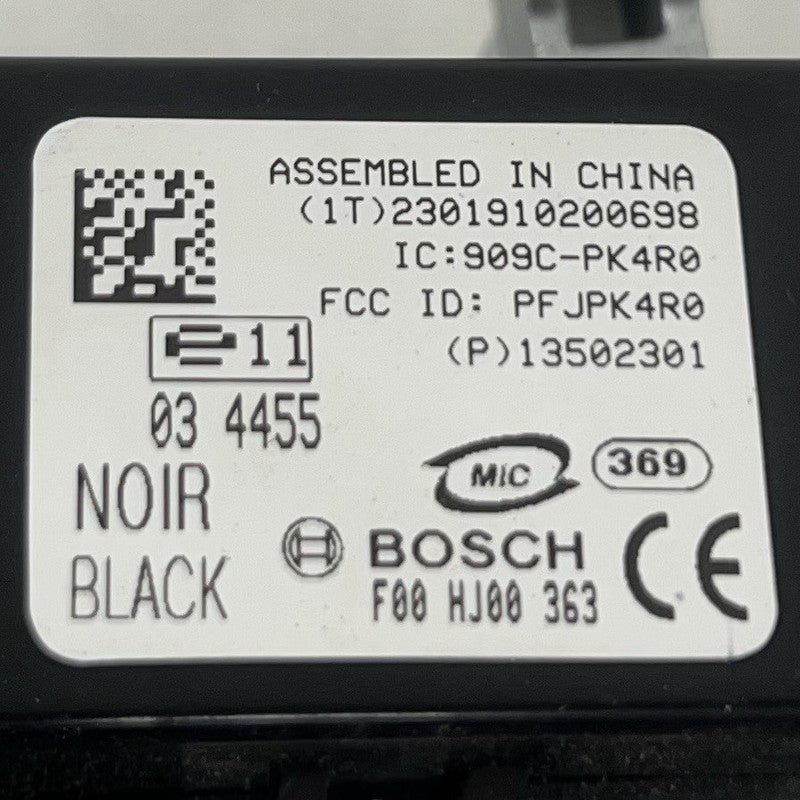 ASSEMBLED IN CHINA
(1T)2301910200698
IC:909C-PK4R0
FCC ID: PFJPK4R0
(P)13502301
e11
03 4455
NOIR
BLACK
MIC
369
BOSCH
F00 HJ00 363
CE